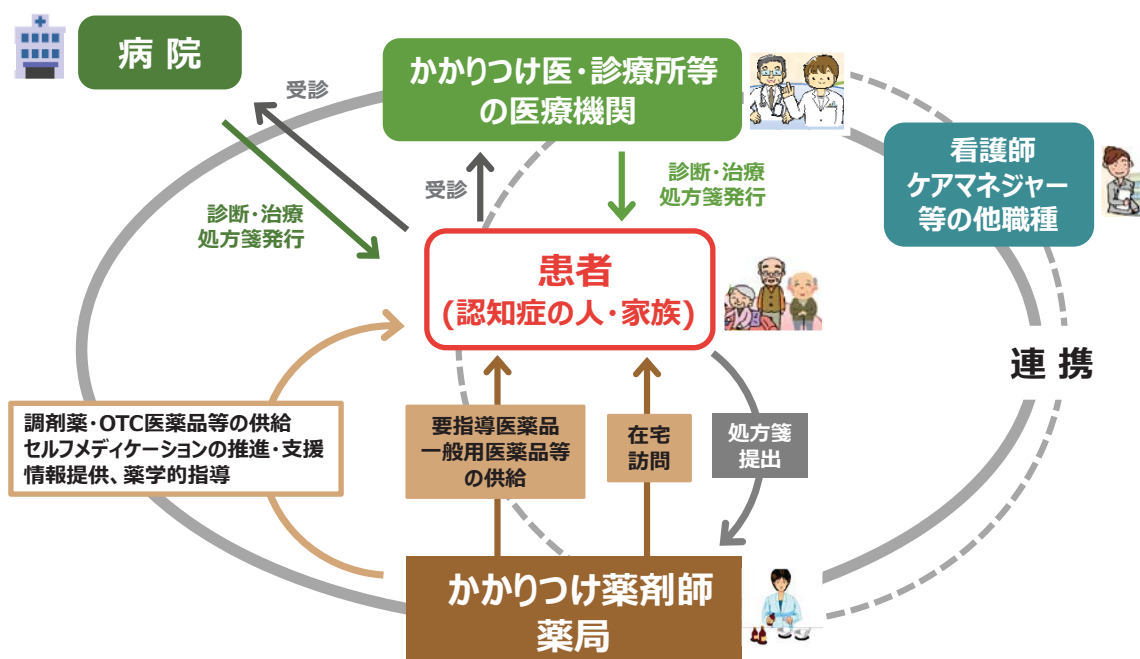 病 院
かかりつけ医・診療所等
の医療機関
看護師
ケアマネジャー
等の他職種
受診
受診
診断・治療
処方箋発行
診断・治療
処方箋発行
患者
(認知症の人・家族)
連 携
調剤薬・OTC医薬品等の供給
セルフメディケーションの推進・支援
情報提供、薬学的指導
要指導医薬品
一般用医薬品等
の供給
在宅
訪問
処方箋
提出
かかりつけ薬剤師
薬局